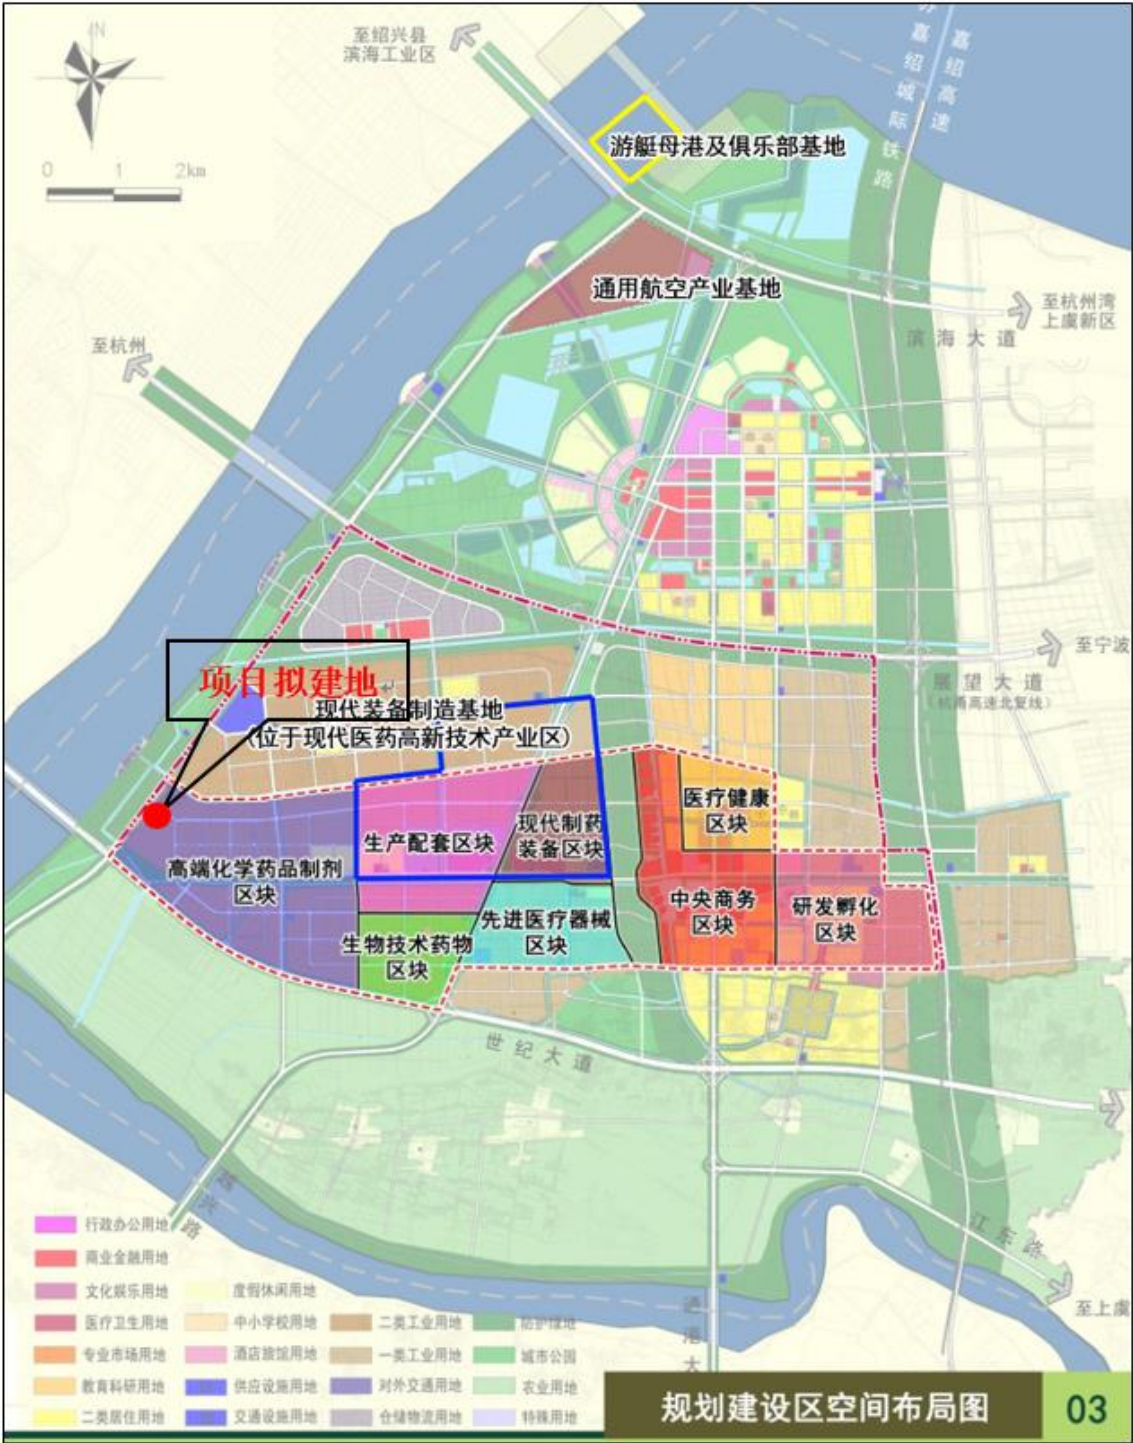 N
至绍兴县
滨海工业区
嘉绍城际铁路
嘉绍高速
0 1 2km
游艇母港及俱乐部基地
通用航空产业基地
至杭州湾
上虞新区
滨海大道
至杭州
至宁波
展望大道
(杭甬高速北复线)
项目拟建地
现代装备制造基地
(位于现代医药高新技术产业区)
医疗健康
区块
生产配套区块
现代制药
装备区块
高端化学药品制剂
区块
中央商务
区块
研发孵化
区块
先进医疗器械
区块
生物技术药物
区块
世纪大道
越兴路
江东路
至上虞
通港大
行政办公用地
商业金融用地
文化娱乐用地 度假休闲用地
医疗卫生用地 中小学校用地 二类工业用地 防护绿地
专业市场用地 酒店旅馆用地 一类工业用地 城市公园
教育科研用地 供应设施用地 对外交通用地 农业用地
二类居住用地 交通设施用地 仓储物流用地 特殊用地
规划建设区空间布局图 03